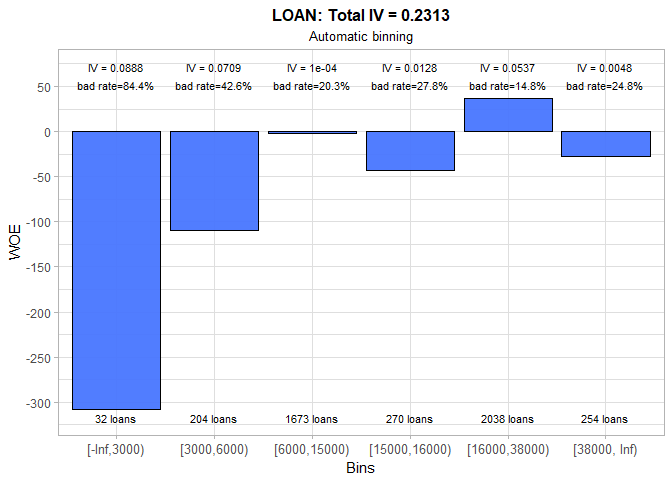 LOAN: Total IV = 0.2313
Automatic binning
IV = 0.0888 IV = 0.0709 IV = 1e-04 IV = 0.0128 IV = 0.0537 IV = 0.0048
bad rate=84.4% bad rate=42.6% bad rate=20.3% bad rate=27.8% bad rate=14.8% bad rate=24.8%
50
0
-50
-100
-150
-200
-250
-300
WOE
32 loans 204 loans 1673 loans 270 loans 2038 loans 254 loans
[-Inf,3000) [3000,6000) [6000,15000) [15000,16000) [16000,38000) [38000, Inf)
Bins